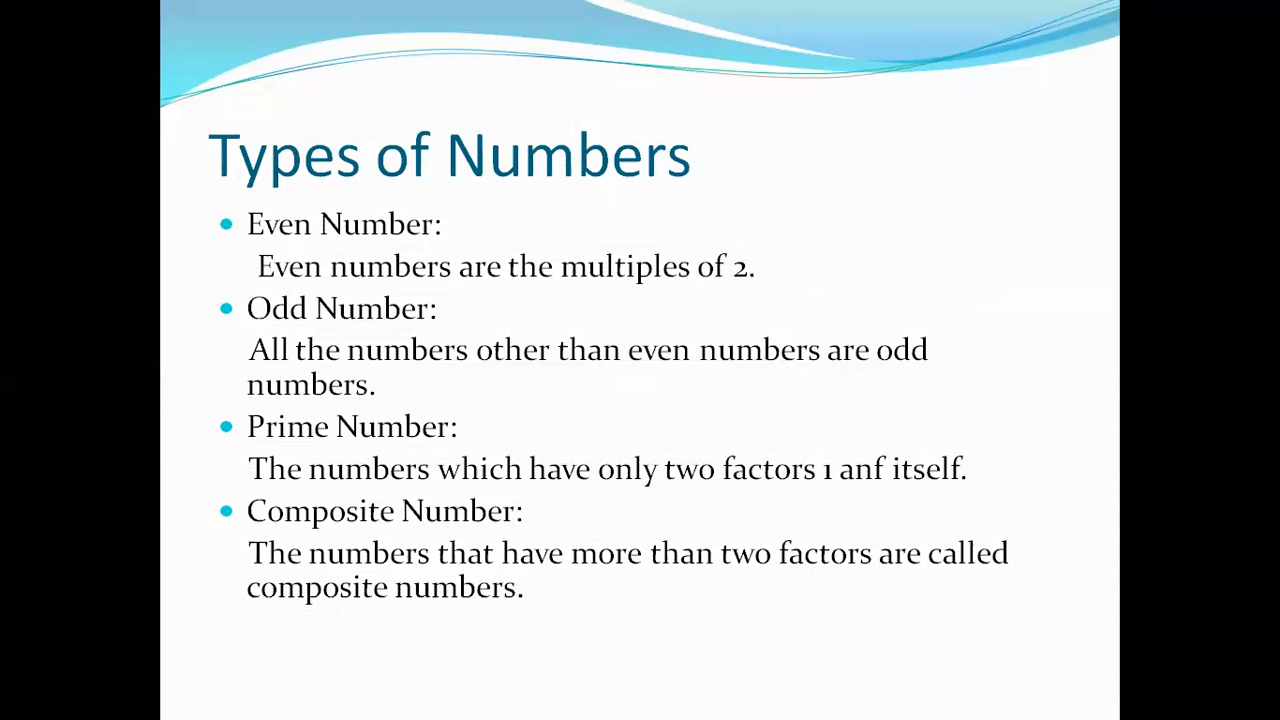 Types of Numbers
• Even Number:
Even numbers are the multiples of 2.
• Odd Number:
All the numbers other than even numbers are odd
numbers.
• Prime Number:
The numbers which have only two factors 1 anf itself.
• Composite Number:
The numbers that have more than two factors are called
composite numbers.